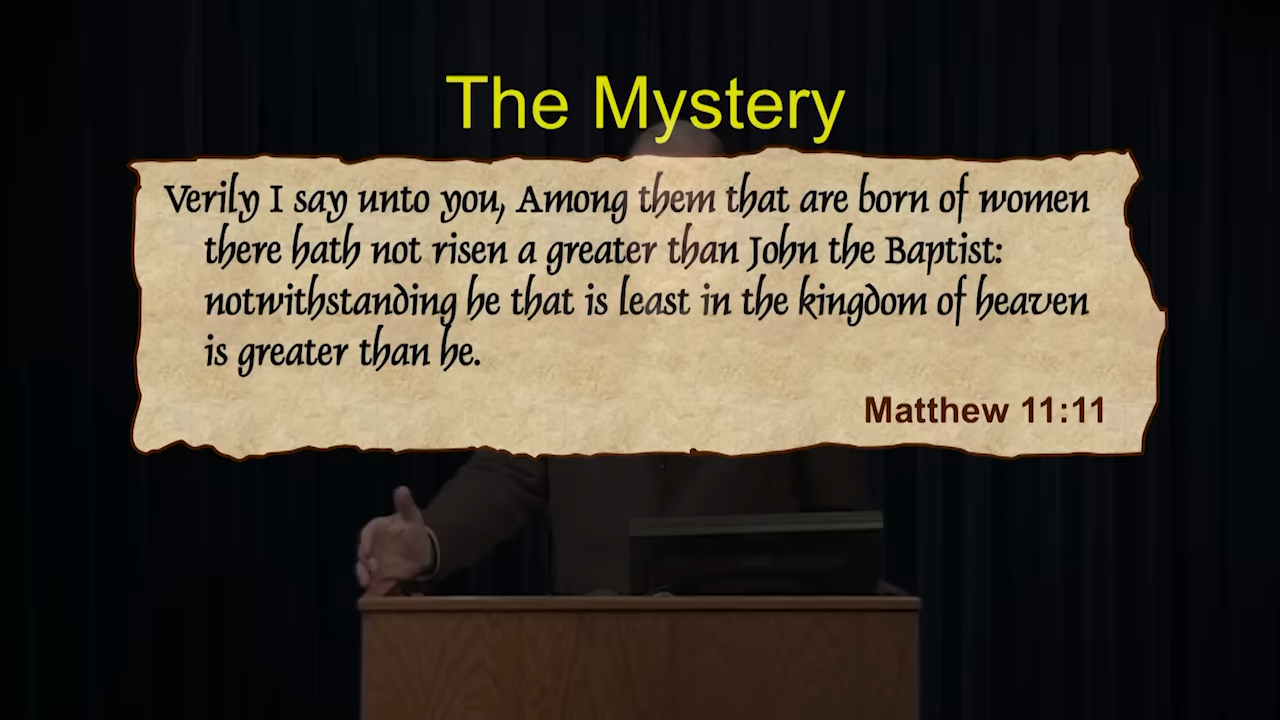 The Mystery
Verily I say unto you, Among them that are born of women
there hath not risen a greater than John the Baptist:
notwithstanding he that is least in the kingdom of heaven
is greater than he.
Matthew 11:11